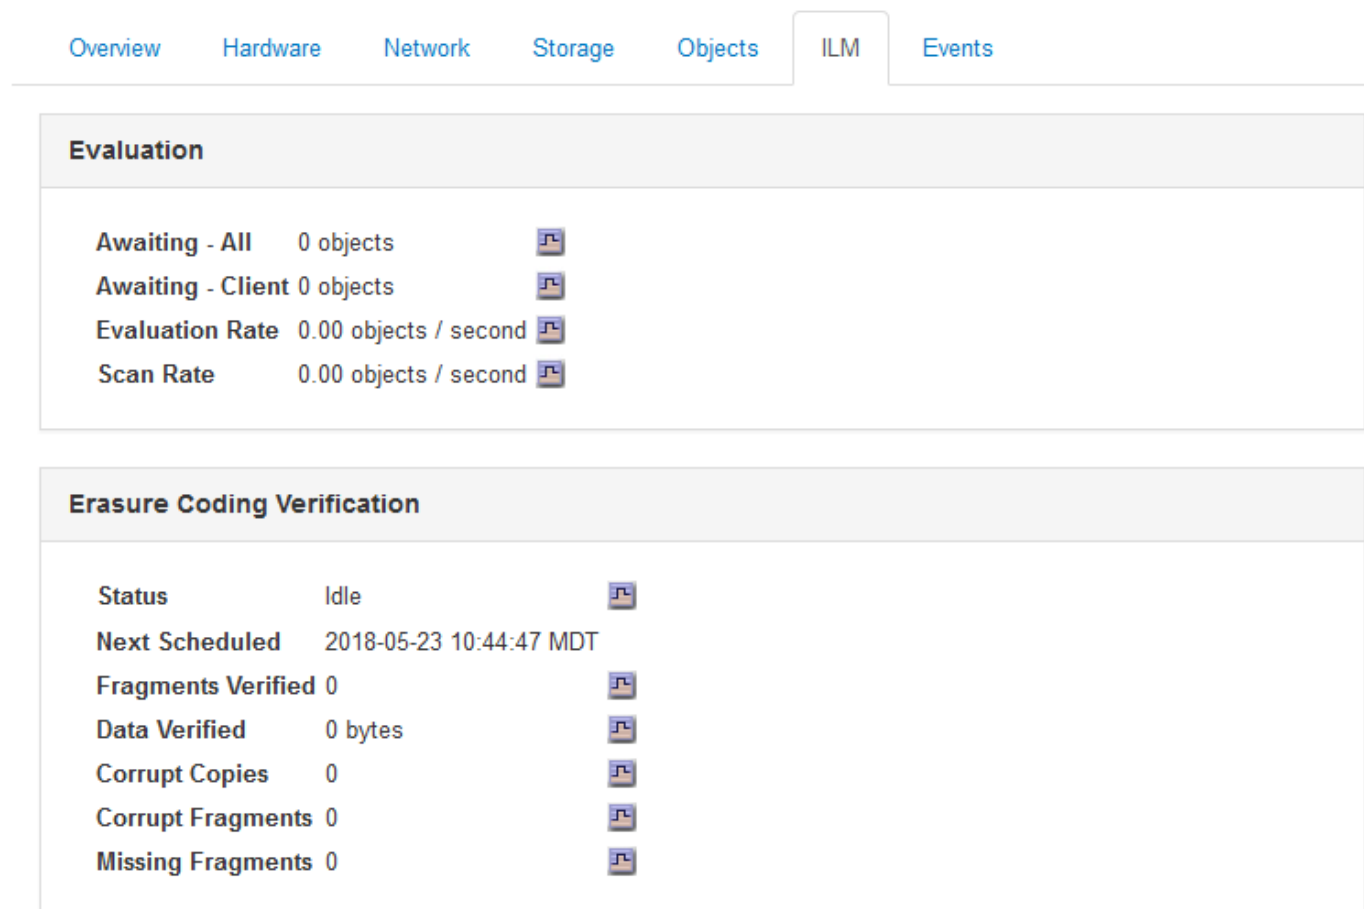 Overview Hardware Network Storage Objects ILM Events
Evaluation
Awaiting - All 0 objects
Awaiting - Client 0 objects
Evaluation Rate 0.00 objects / second
Scan Rate 0.00 objects / second
Erasure Coding Verification
Status Idle
Next Scheduled 2018-05-23 10:44:47 MDT
Fragments Verified 0
Data Verified 0 bytes
Corrupt Copies 0
Corrupt Fragments 0
Missing Fragments 0